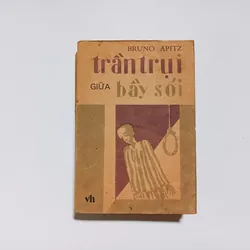 BRUNO APITZ
trần trụi
GIỮA
bầy sói
vh